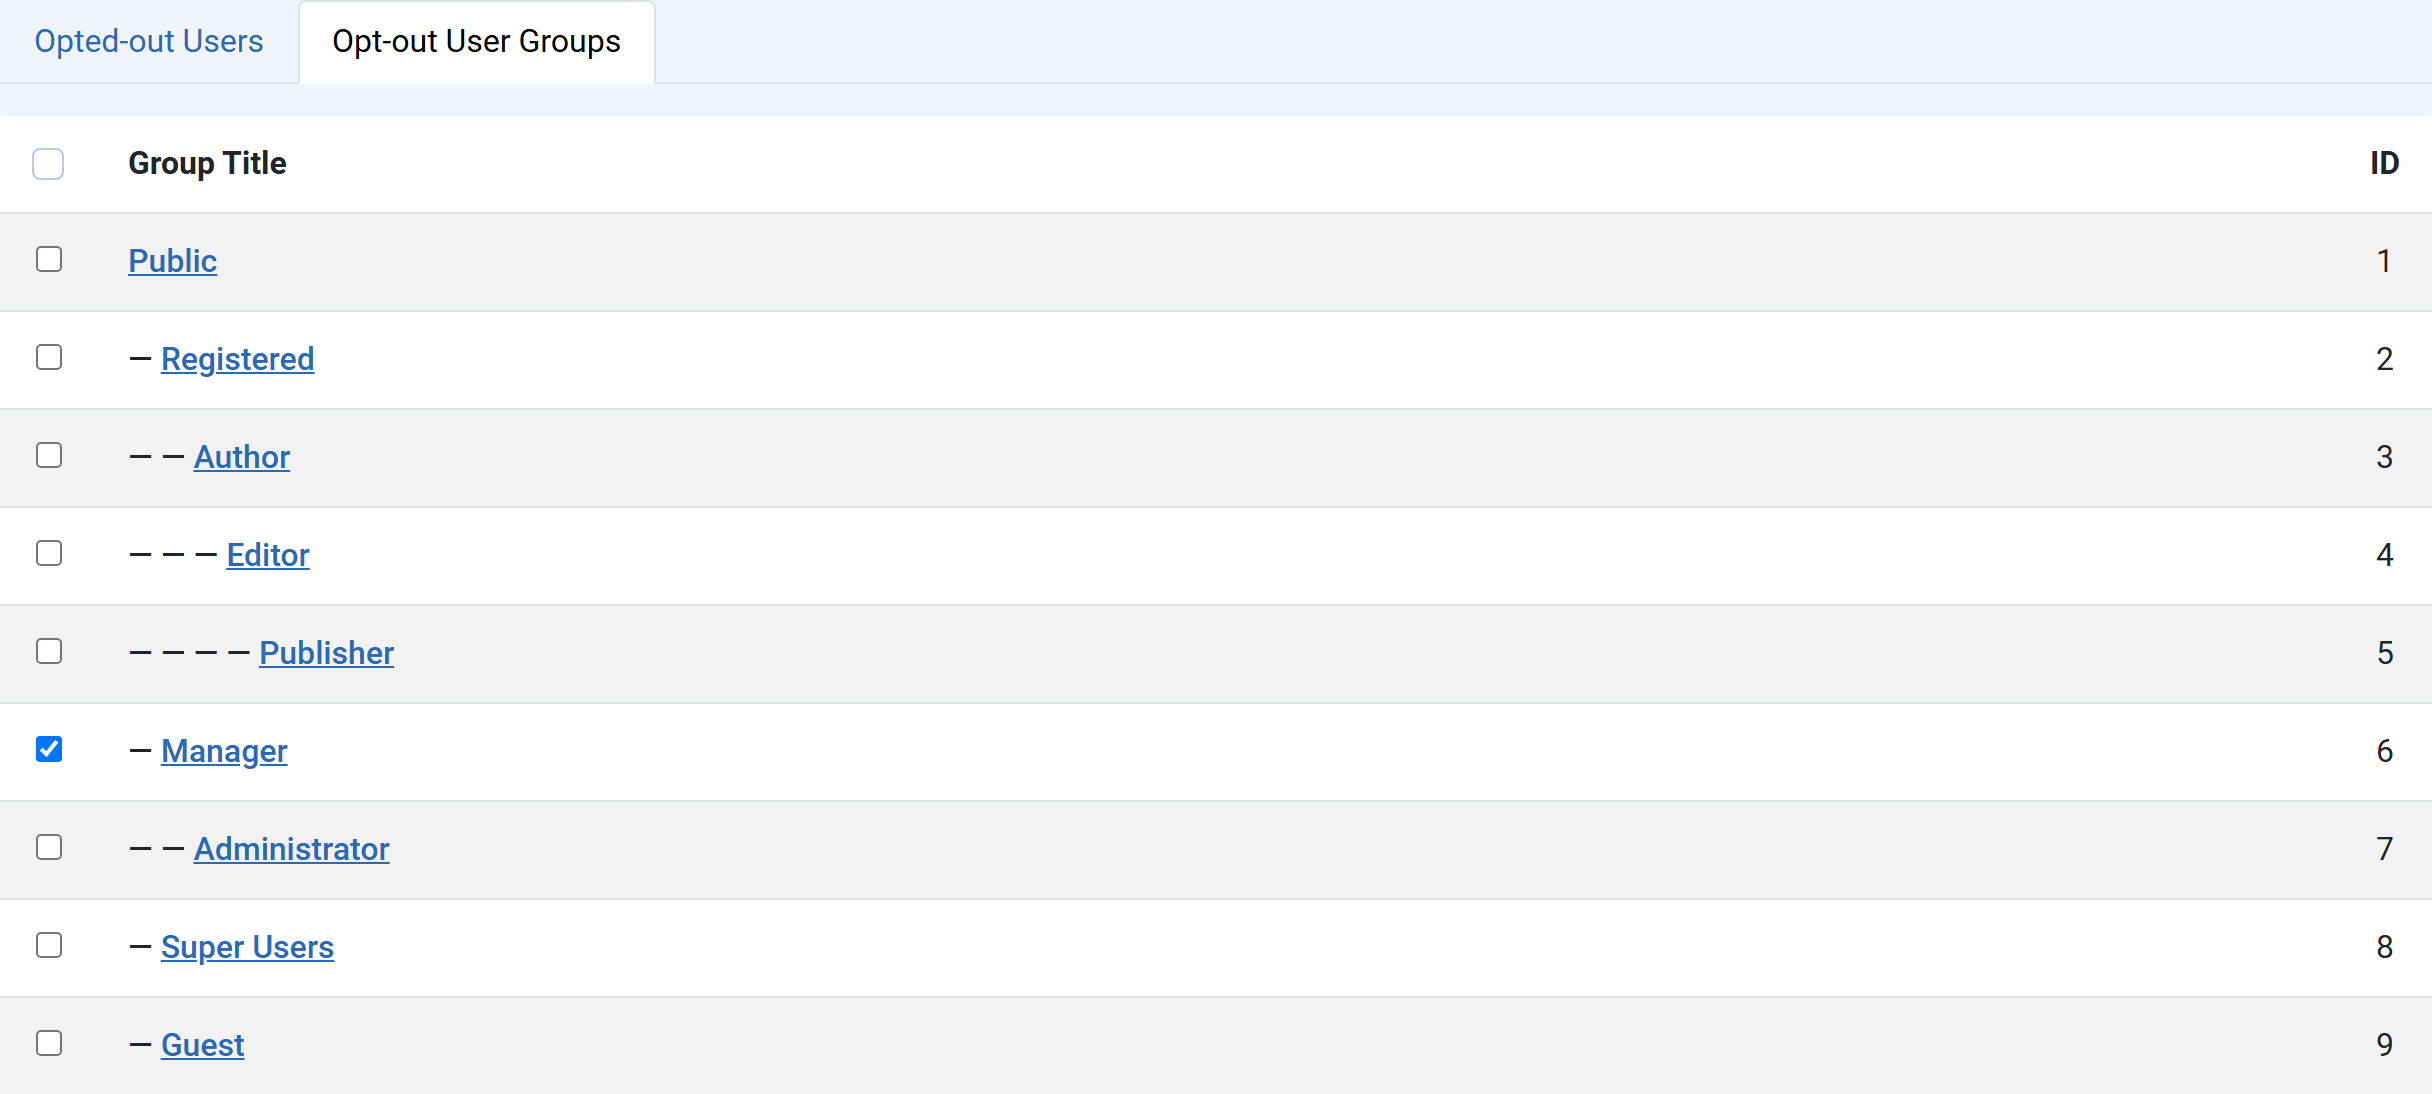 Opted-out Users Opt-out User Groups
Group Title ID
Public 1
— Registered 2
— — Author 3
— — — Editor 4
— — — — Publisher 5
— Manager 6
— — Administrator 7
— Super Users 8
— Guest 9